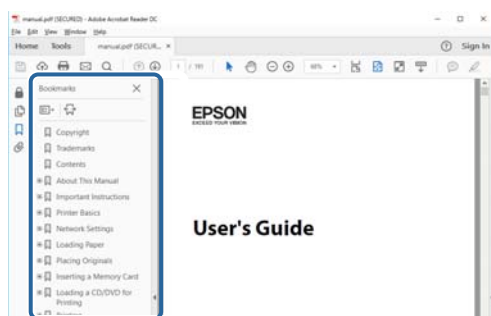 manual.pdf (SECURED) - Adobe Acrobat Reader DC
File Edit View Window Help
Home Tools manual.pdf (SECUR... × Sign In
1 / 191
Bookmarks
EPSON
EXCEED YOUR VISION
Copyright
Trademarks
Contents
About This Manual
Important Instructions
Printer Basics
Network Settings
User's Guide
Loading Paper
Placing Originals
Inserting a Memory Card
Loading a CD/DVD for
Printing